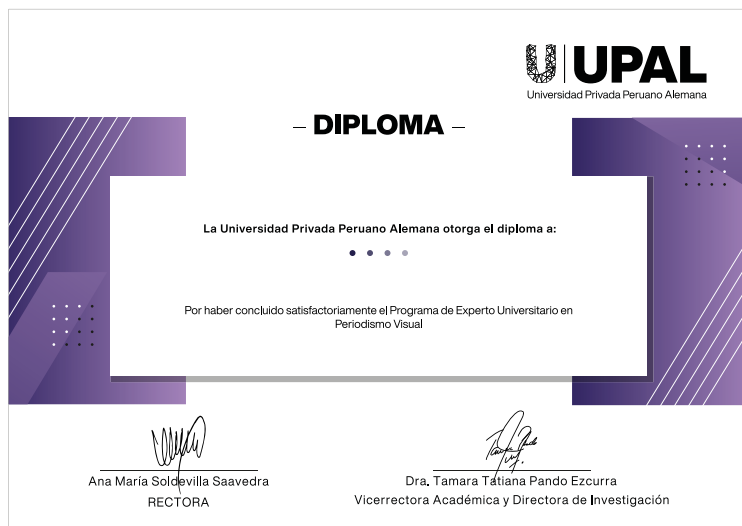 UPAL
Universidad Privada Peruano Alemana
DIPLOMA
La Universidad Privada Peruano Alemana otorga el diploma a:
Por haber concluido satisfactoriamente el Programa de Experto Universitario en
Periodismo Visual
Ana María Soldevilla Saavedra
RECTORA
Dra. Tamara Tatiana Pando Ezcurra
Vicerrectora Académica y Directora de Investigación